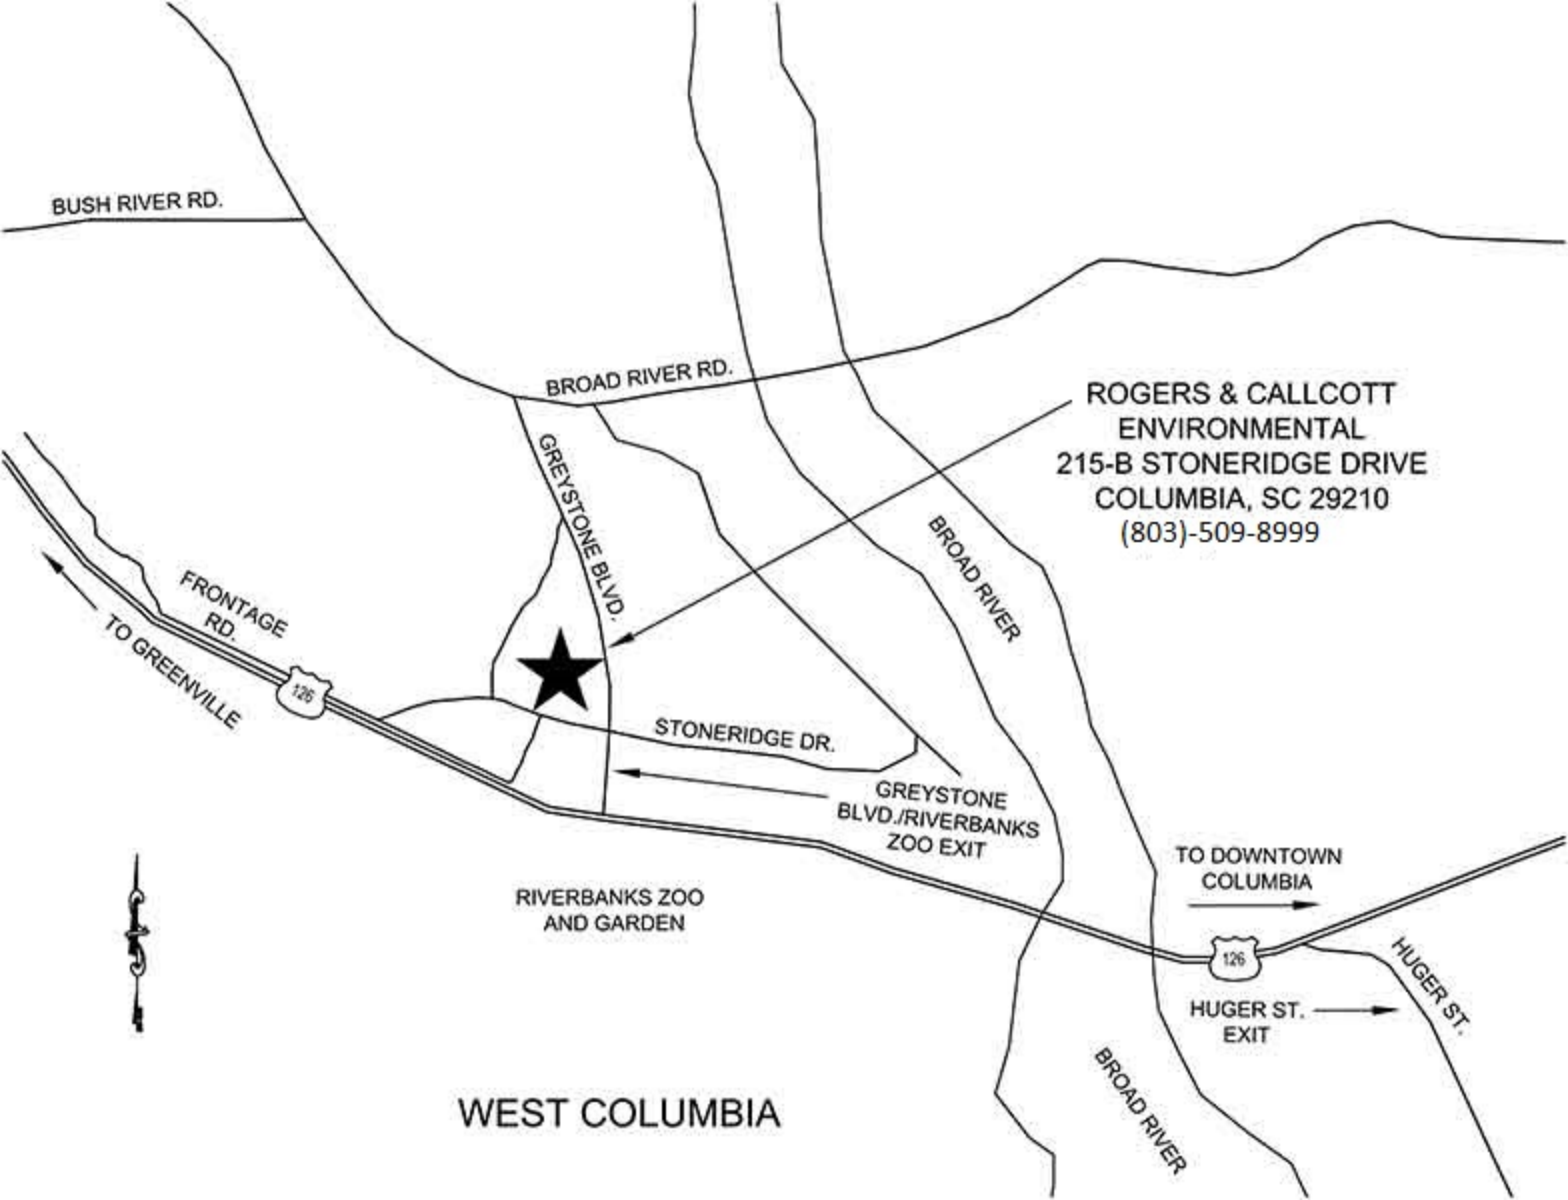 BUSH RIVER RD.
BROAD RIVER RD.
ROGERS & CALLCOTT
ENVIRONMENTAL
215-B STONERIDGE DRIVE
COLUMBIA, SC 29210
(803)-509-8999
GREYSTONE BLVD.
BROAD RIVER
FRONTAGE
RD.
TO GREENVILLE
126
STONERIDGE DR.
GREYSTONE
BLVD./RIVERBANKS
ZOO EXIT
TO DOWNTOWN
COLUMBIA
RIVERBANKS ZOO
AND GARDEN
126
HUGER ST.
HUGER ST.
EXIT
BROAD RIVER
WEST COLUMBIA